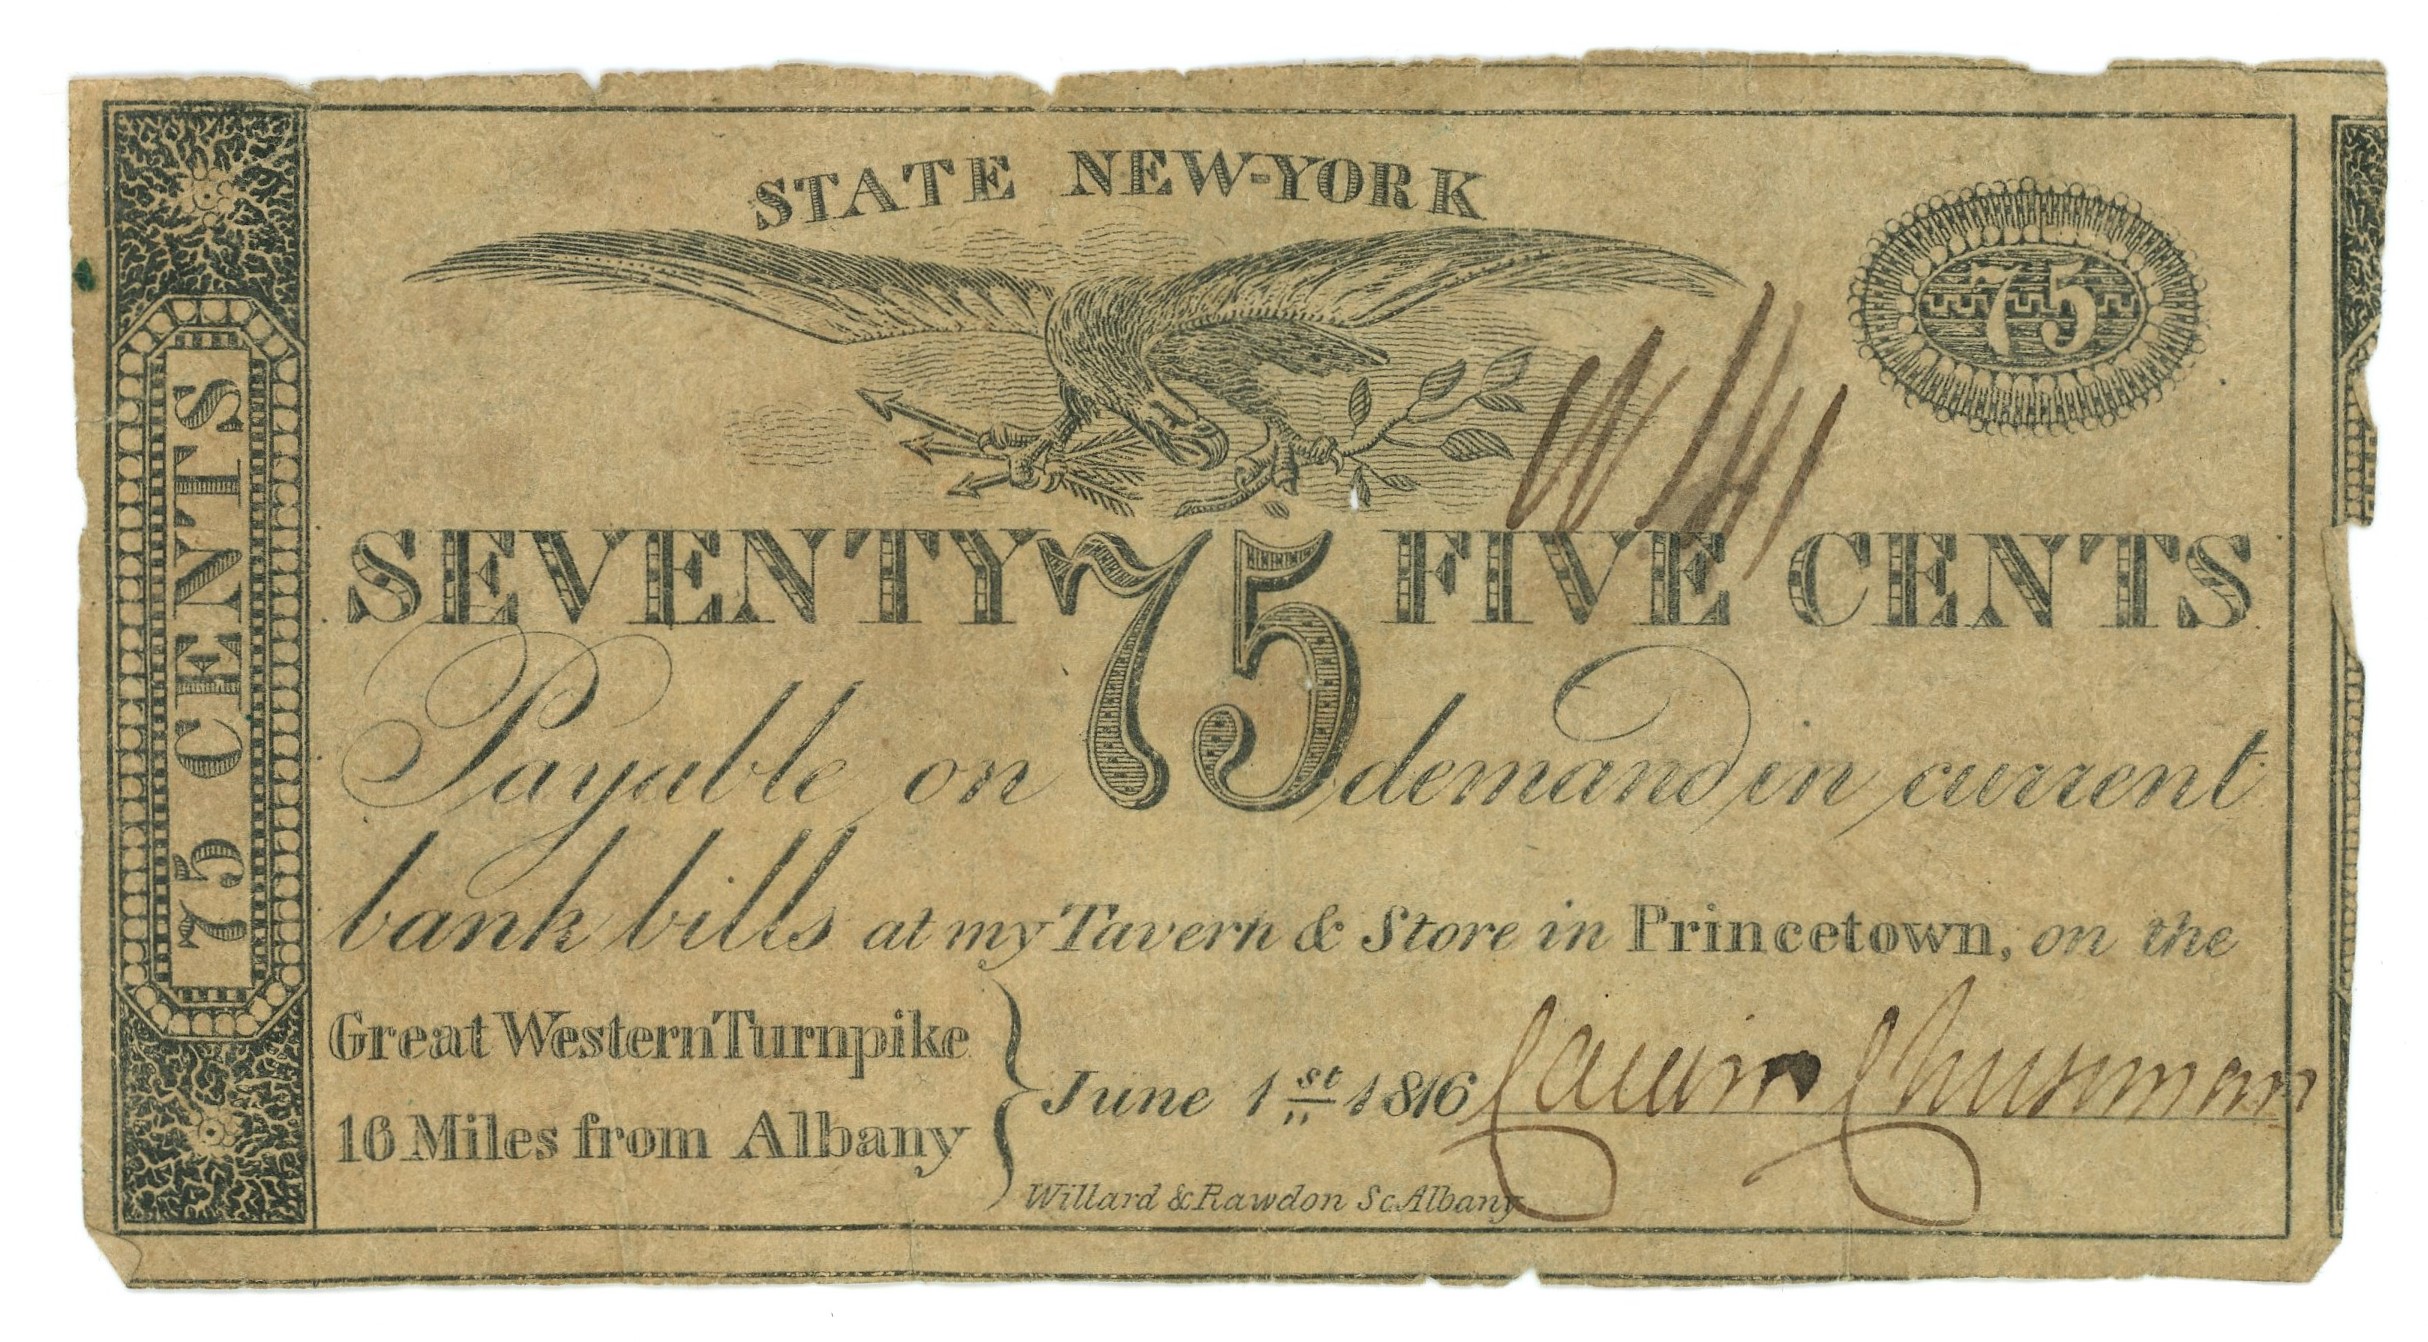 STATE NEW-YORK
75
75 CENTS
SEVENTY 75 FIVE CENTS
Payable on demand in current
bank bills at my Tavern & Store in Princetown, on the
Great Western Turnpike
16 Miles from Albany
June 1st 1816
Willard & Rawdon Sc. Albany